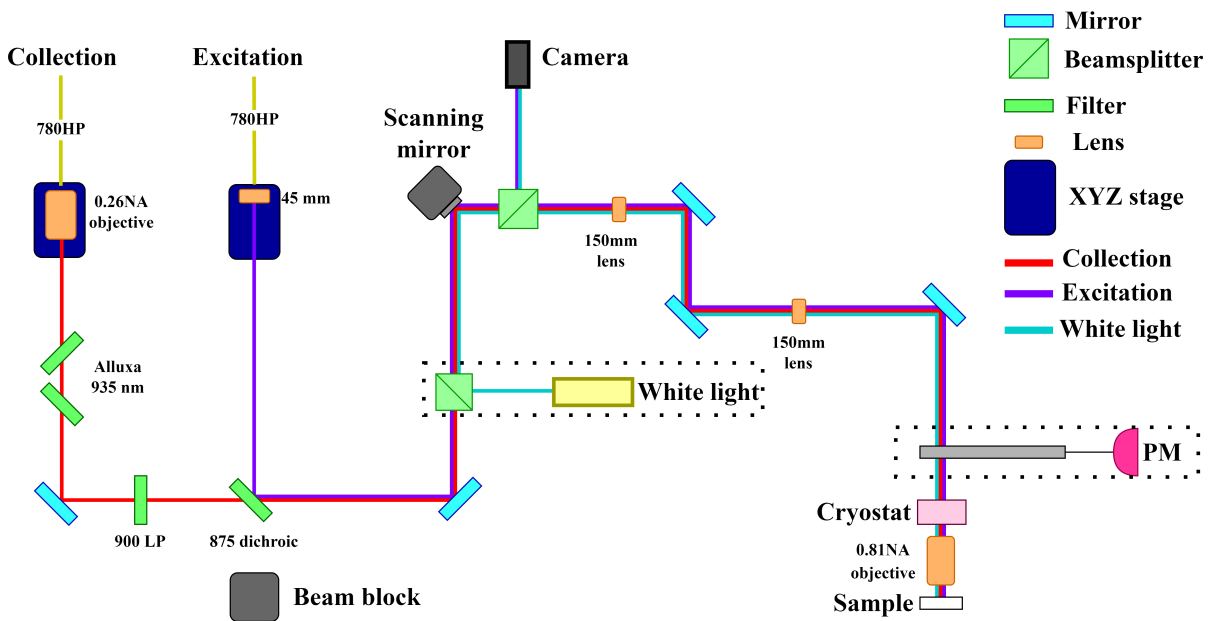 Collection
Excitation
Camera
Mirror
Beamsplitter
Filter
Lens
XYZ stage
Collection
Excitation
White light
780HP
780HP
Scanning
mirror
0.26NA
objective
45 mm
150mm
lens
150mm
lens
Alluxa
935 nm
White light
PM
900 LP
875 dichroic
Cryostat
0.81NA
objective
Beam block
Sample